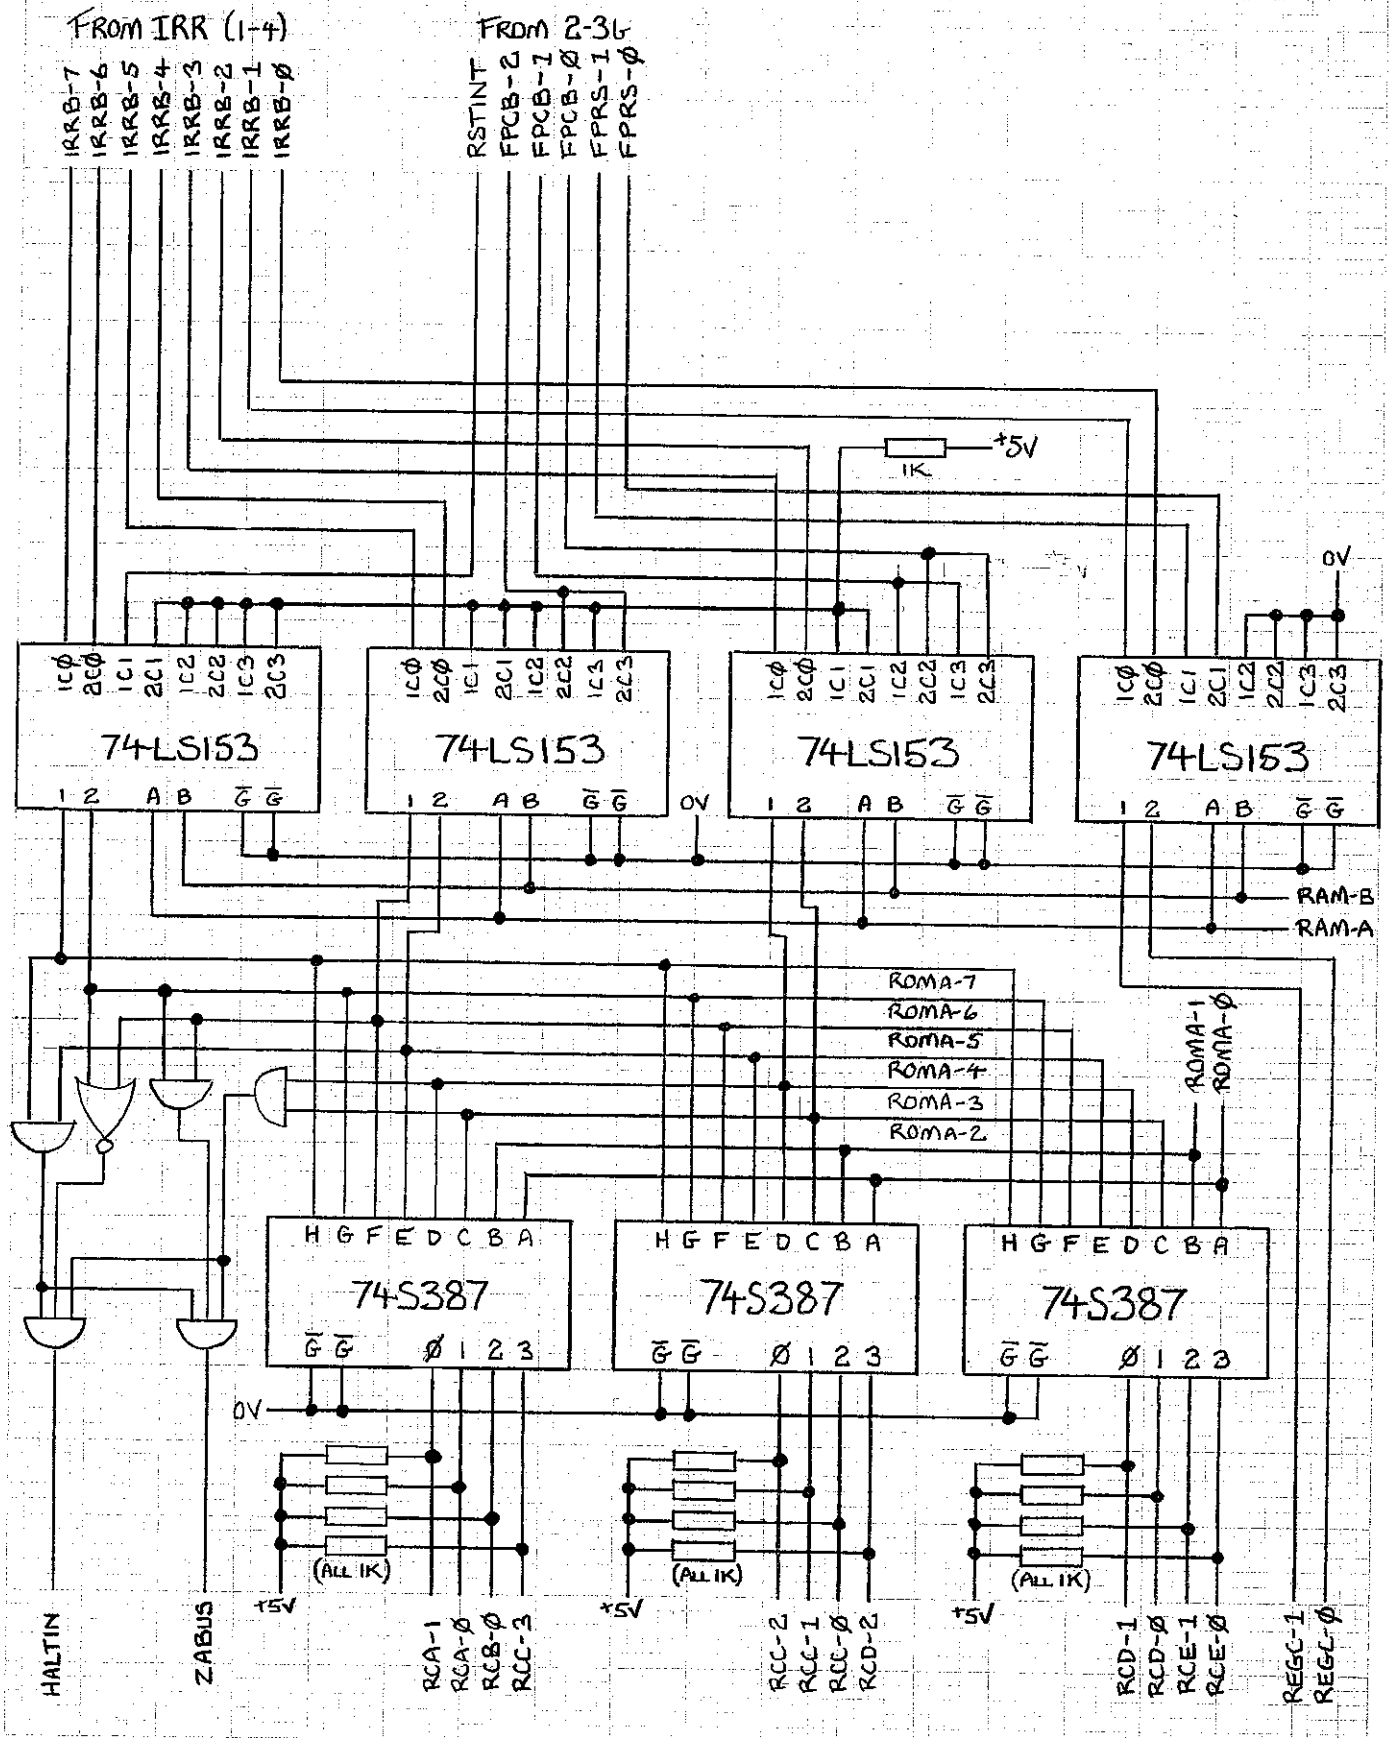 FROM IRR (1-4)
FROM 2-3G
IRRB-7
IRRB-6
IRRB-5
IRRB-4
IRRB-3
IRRB-2
IRRB-1
IRRB-Ø
RSTINT
FPCB-2
FPCB-1
FPCB-Ø
FPRS-1
FPRS-Ø
+5V
1K
0V
1CØ 2CØ 1C1 2C1 1C2 2C2 1C3 2C3
1CØ 2CØ 1C1 2C1 1C2 2C2 1C3 2C3
1CØ 2CØ 1C1 2C1 1C2 2C2 1C3 2C3
1CØ 2CØ 1C1 2C1 1C2 2C2 1C3 2C3
74LS153
74LS153
74LS153
74LS153
1 2 A B G̅ G̅
1 2 A B G̅ G̅
0V
1 2 A B G̅ G̅
1 2 A B G̅ G̅
RAM-B
RAM-A
ROMA-7
ROMA-6
ROMA-5
ROMA-4
ROMA-3
ROMA-2
ROMA-1
ROMA-Ø
H G F E D C B A
H G F E D C B A
H G F E D C B A
74S387
74S387
74S387
G̅ G̅ Ø 1 2 3
G̅ G̅ Ø 1 2 3
G̅ G̅ Ø 1 2 3
0V
(ALL 1K)
(ALL 1K)
(ALL 1K)
+5V
+5V
+5V
HALTIN
ZABUS
RCA-1
RCA-Ø
RCB-Ø
RCC-3
RCC-2
RCC-1
RCC-Ø
RCD-2
RCD-1
RCD-Ø
RCE-1
RCE-Ø
REGC-1
REGC-Ø